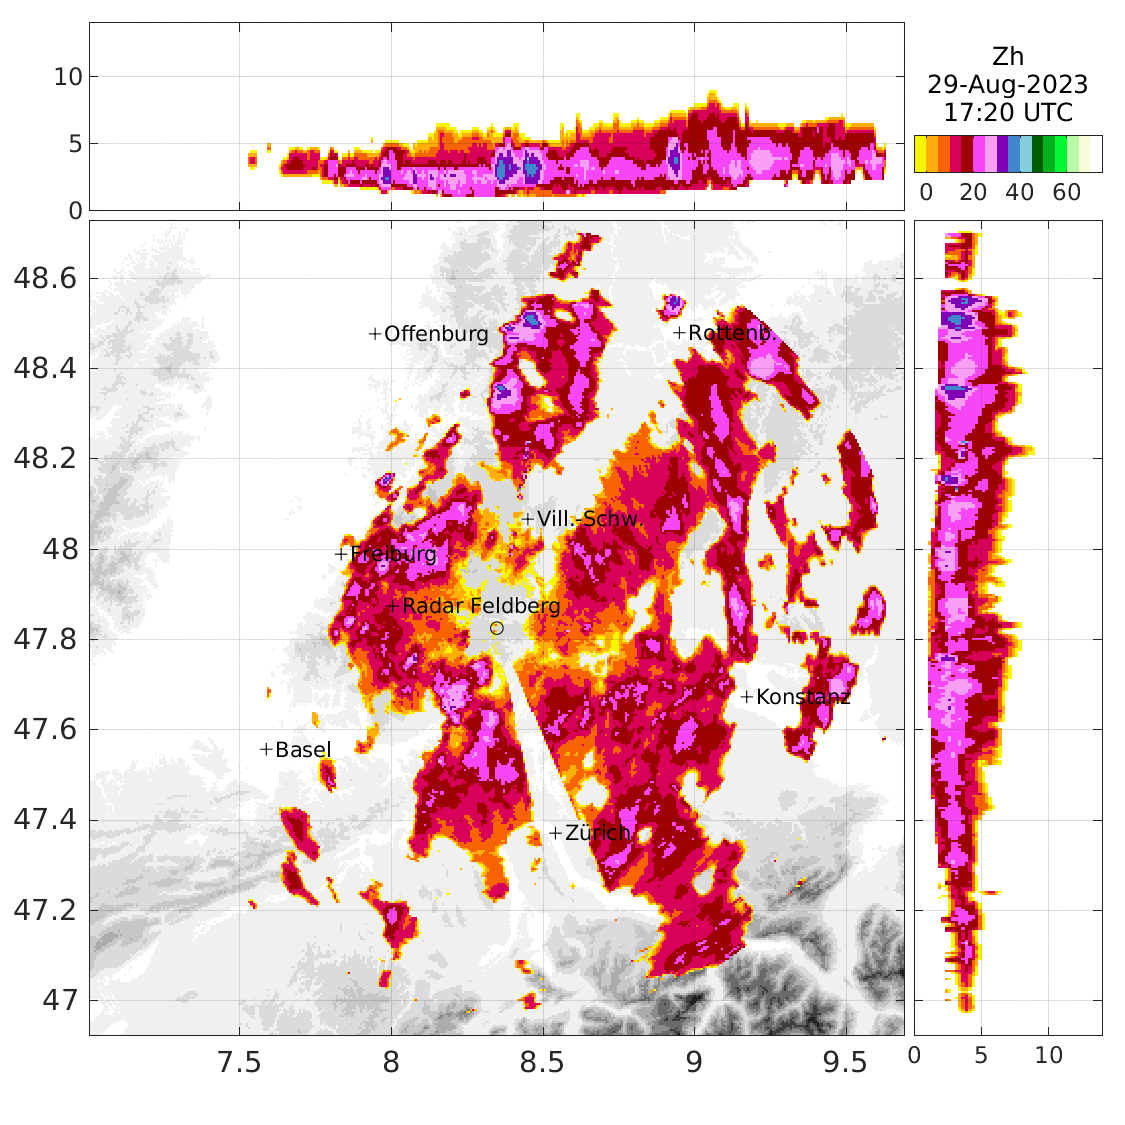 10
5
0
Zh
29-Aug-2023
17:20 UTC
0 20 40 60
48.6
48.4
48.2
48
47.8
47.6
47.4
47.2
47
+Offenburg
+Rottenb.
+Vill.-Schw.
+Freiburg
+Radar Feldberg
+Konstanz
+Basel
+Zürich
7.5 8 8.5 9 9.5
0 5 10